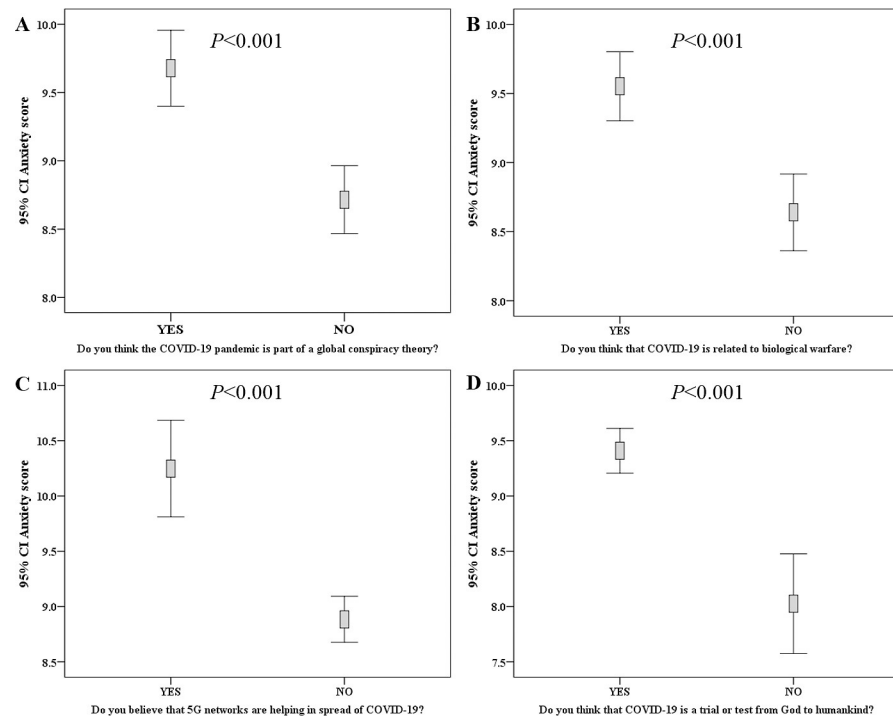 A
P<0.001
95% CI Anxiety score
10.0
9.5
9.0
8.5
8.0
YES
NO
Do you think the COVID-19 pandemic is part of a global conspiracy theory?
B
P<0.001
95% CI Anxiety score
10.0
9.5
9.0
8.5
8.0
YES
NO
Do you think that COVID-19 is related to biological warfare?
C
P<0.001
95% CI Anxiety score
11.0
10.5
10.0
9.5
9.0
8.5
YES
NO
Do you believe that 5G networks are helping in spread of COVID-19?
D
P<0.001
95% CI Anxiety score
10.0
9.5
9.0
8.5
8.0
7.5
YES
NO
Do you think that COVID-19 is a trial or test from God to humankind?